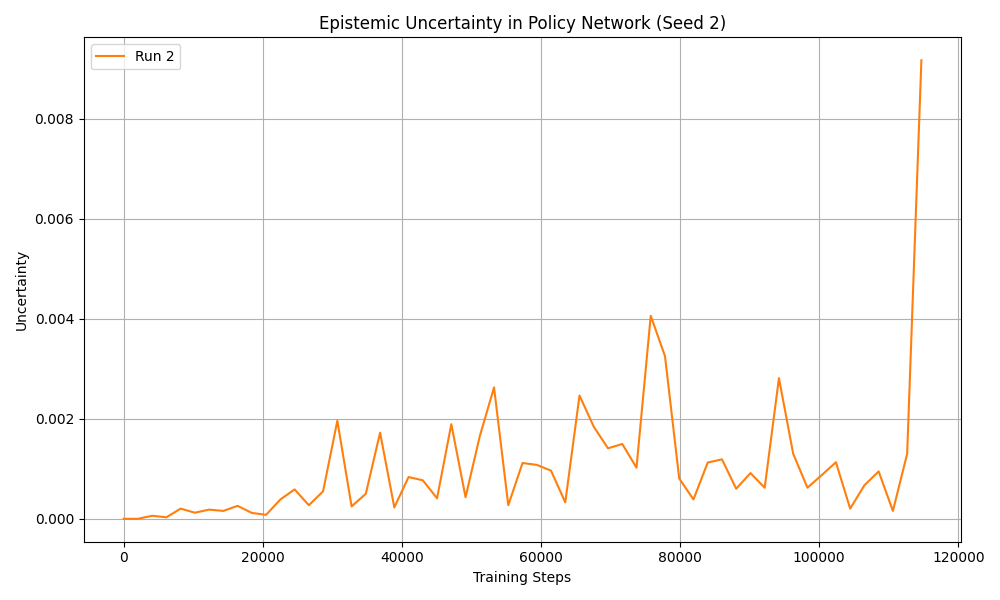 Epistemic Uncertainty in Policy Network (Seed 2)
Run 2
Uncertainty
0.008
0.006
0.004
0.002
0.000
0 20000 40000 60000 80000 100000 120000
Training Steps